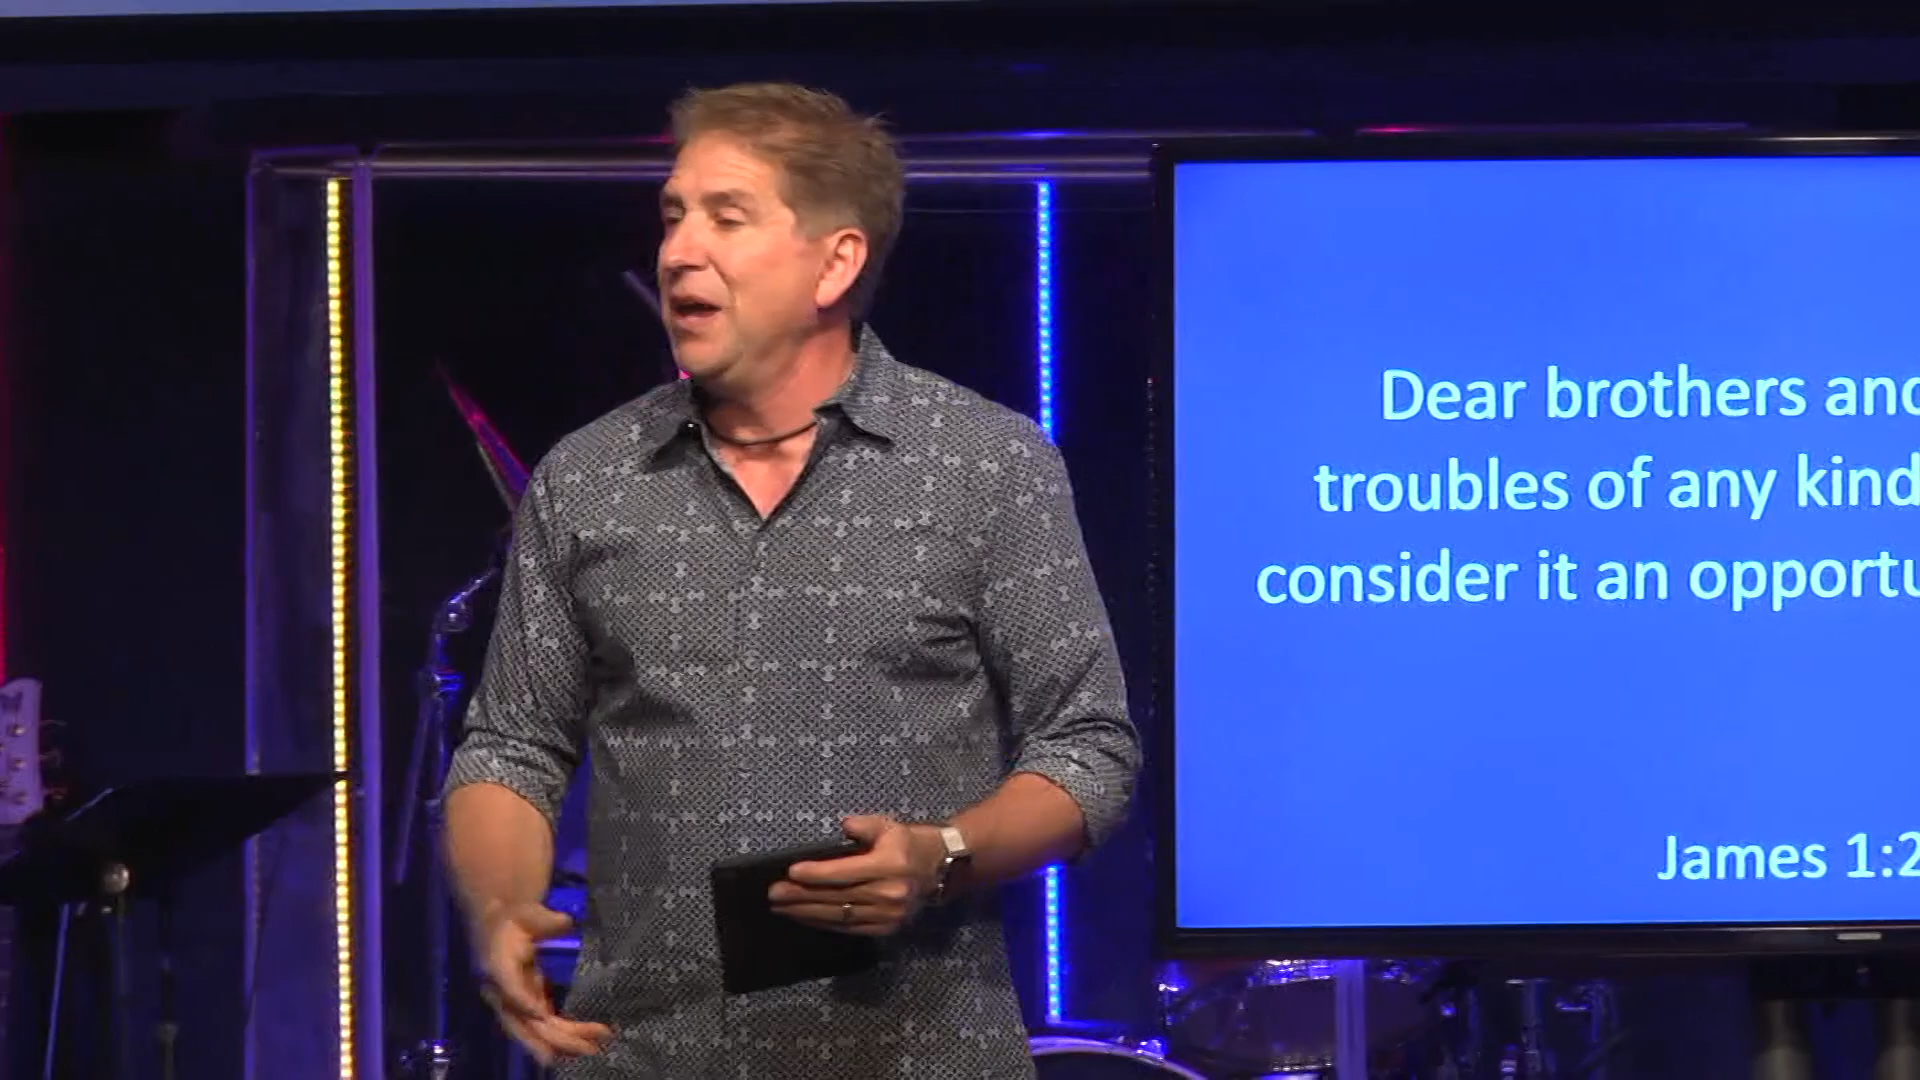 Dear brothers and
troubles of any kind
consider it an opportu
James 1:2